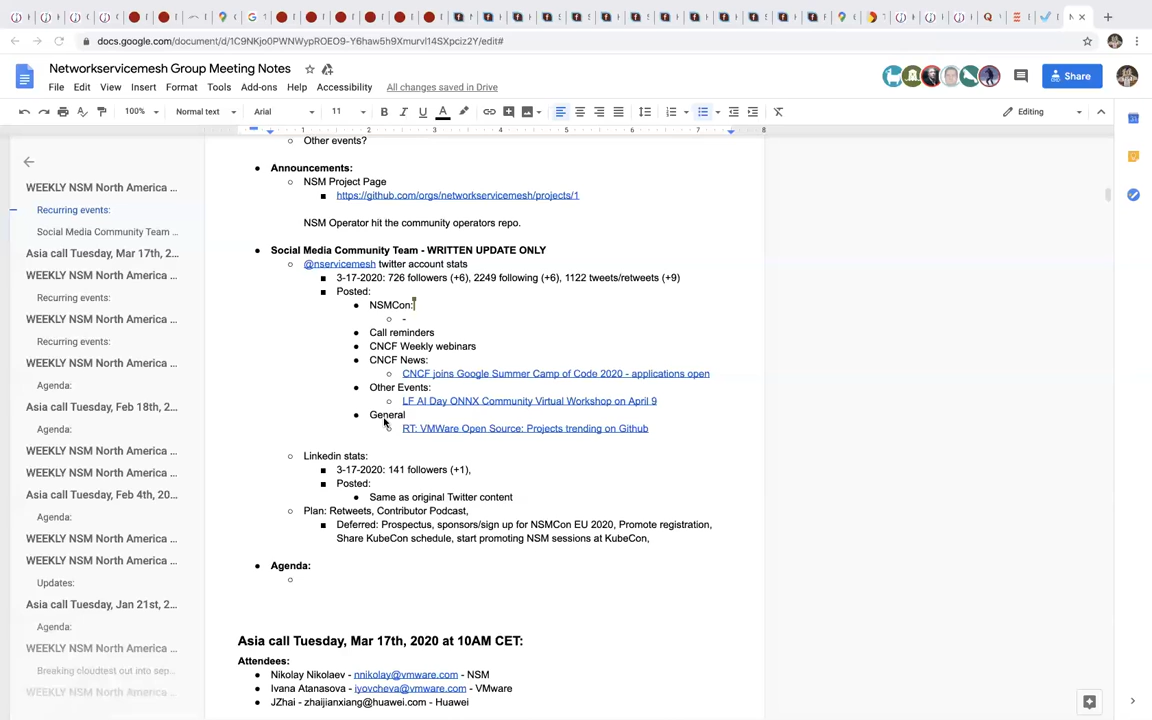 docs.google.com/document/d/1C9NKjo0PWNWypROEO9-Y6haw5h9Xmurvl14SXpciz2Y/edit#
Networkservicemesh Group Meeting Notes
File Edit View Insert Format Tools Add-ons Help Accessibility All changes saved in Drive
Share
100% Normal text Arial 11 B I U A Editing
1 2 3 4 5 6 7 8
WEEKLY NSM North America ...
Recurring events:
Social Media Community Team ...
Asia call Tuesday, Mar 17th, 2...
WEEKLY NSM North America ...
Recurring events:
WEEKLY NSM North America ...
Recurring events:
WEEKLY NSM North America ...
Agenda:
Asia call Tuesday, Feb 18th, 2...
Agenda:
WEEKLY NSM North America ...
WEEKLY NSM North America ...
Asia call Tuesday, Feb 4th, 20...
Agenda:
WEEKLY NSM North America ...
WEEKLY NSM North America ...
Updates:
Asia call Tuesday, Jan 21st, 2...
Agenda:
WEEKLY NSM North America ...
Breaking cloudtest out into sep...
WEEKLY NSM North America ...
Other events?
Announcements:
NSM Project Page
https://github.com/orgs/networkservicemesh/projects/1
NSM Operator hit the community operators repo.
Social Media Community Team - WRITTEN UPDATE ONLY
@nservicemesh twitter account stats
3-17-2020: 726 followers (+6), 2249 following (+6), 1122 tweets/retweets (+9)
Posted:
NSMCon:
-
Call reminders
CNCF Weekly webinars
CNCF News:
CNCF joins Google Summer Camp of Code 2020 - applications open
Other Events:
LF AI Day ONNX Community Virtual Workshop on April 9
General
RT: VMWare Open Source: Projects trending on Github
Linkedin stats:
3-17-2020: 141 followers (+1),
Posted:
Same as original Twitter content
Plan: Retweets, Contributor Podcast,
Deferred: Prospectus, sponsors/sign up for NSMCon EU 2020, Promote registration,
Share KubeCon schedule, start promoting NSM sessions at KubeCon,
Agenda:
Asia call Tuesday, Mar 17th, 2020 at 10AM CET:
Attendees:
Nikolay Nikolaev - nnikolay@vmware.com - NSM
Ivana Atanasova - iyovcheva@vmware.com - VMware
JZhai - zhaijianxiang@huawei.com - Huawei